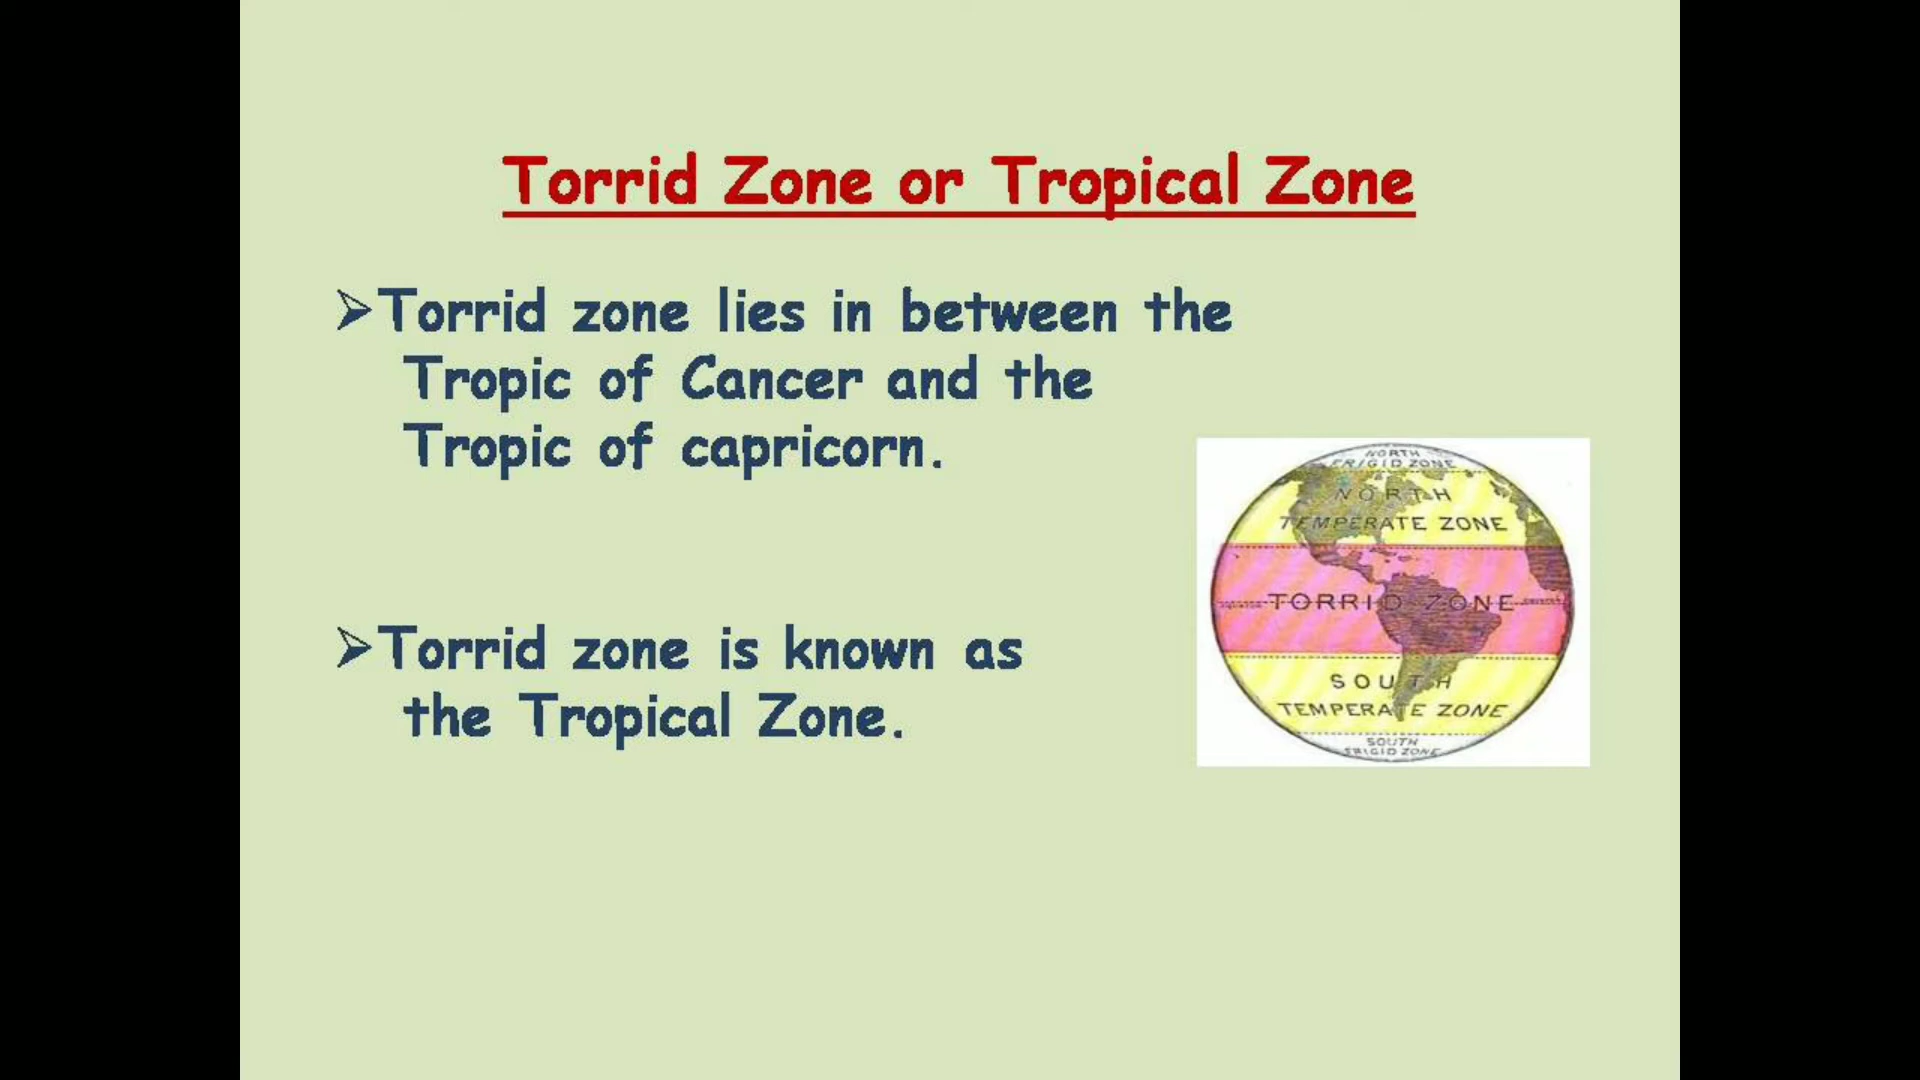 Torrid Zone or Tropical Zone
➢Torrid zone lies in between the
Tropic of Cancer and the
Tropic of capricorn.
➢Torrid zone is known as
the Tropical Zone.
NORTH
FRIGID ZONE
NORTH
TEMPERATE ZONE
TORRID ZONE
SOUTH
TEMPERATE ZONE
SOUTH
FRIGID ZONE